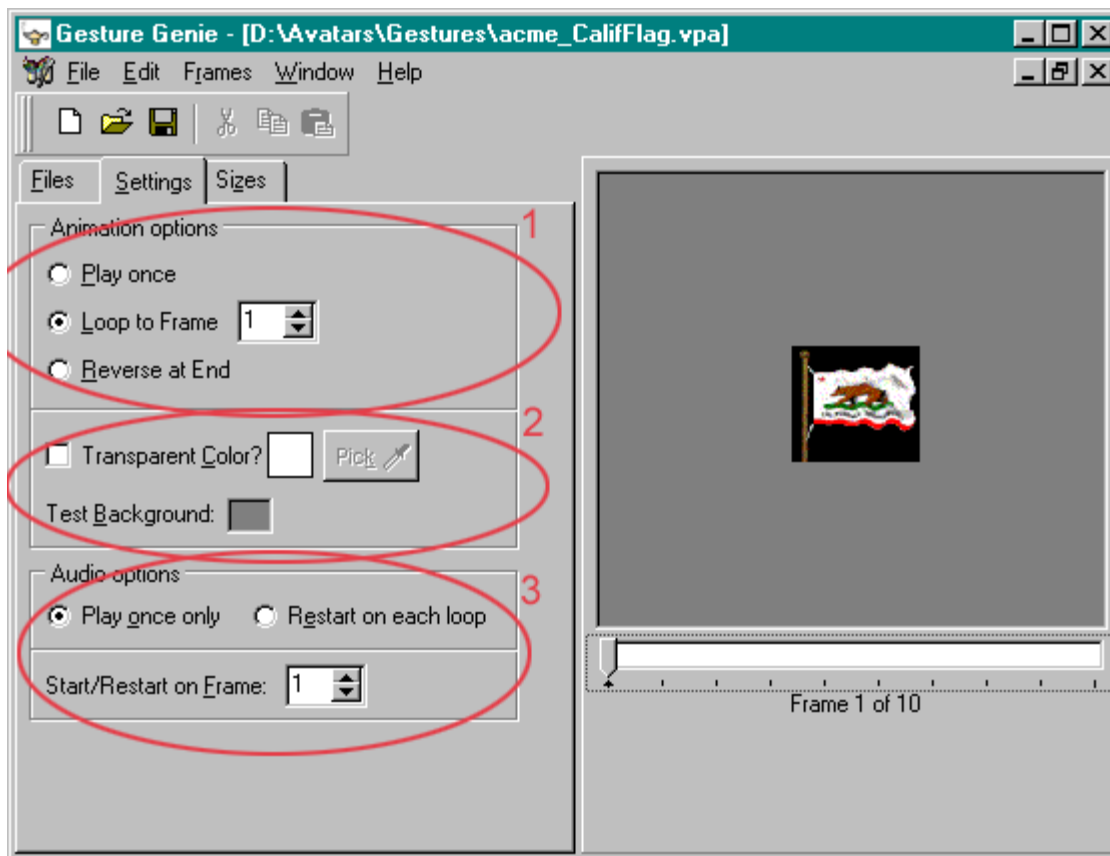 Gesture Genie - [D:\Avatars\Gestures\acme_CalifFlag.vpa]
File Edit Frames Window Help
Files Settings Sizes
Animation options 1
Play once
Loop to Frame 1
Reverse at End
2
Transparent Color? Pick
Test Background:
Audio options
3
Play once only Restart on each loop
Start/Restart on Frame: 1
Frame 1 of 10